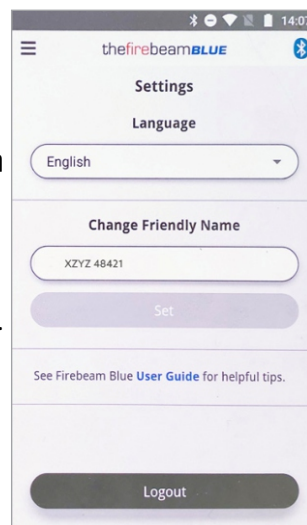 14:07
thefirebeamBLUE
Settings
Language
English
Change Friendly Name
XZYZ 48421
Set
See Firebeam Blue User Guide for helpful tips.
Logout